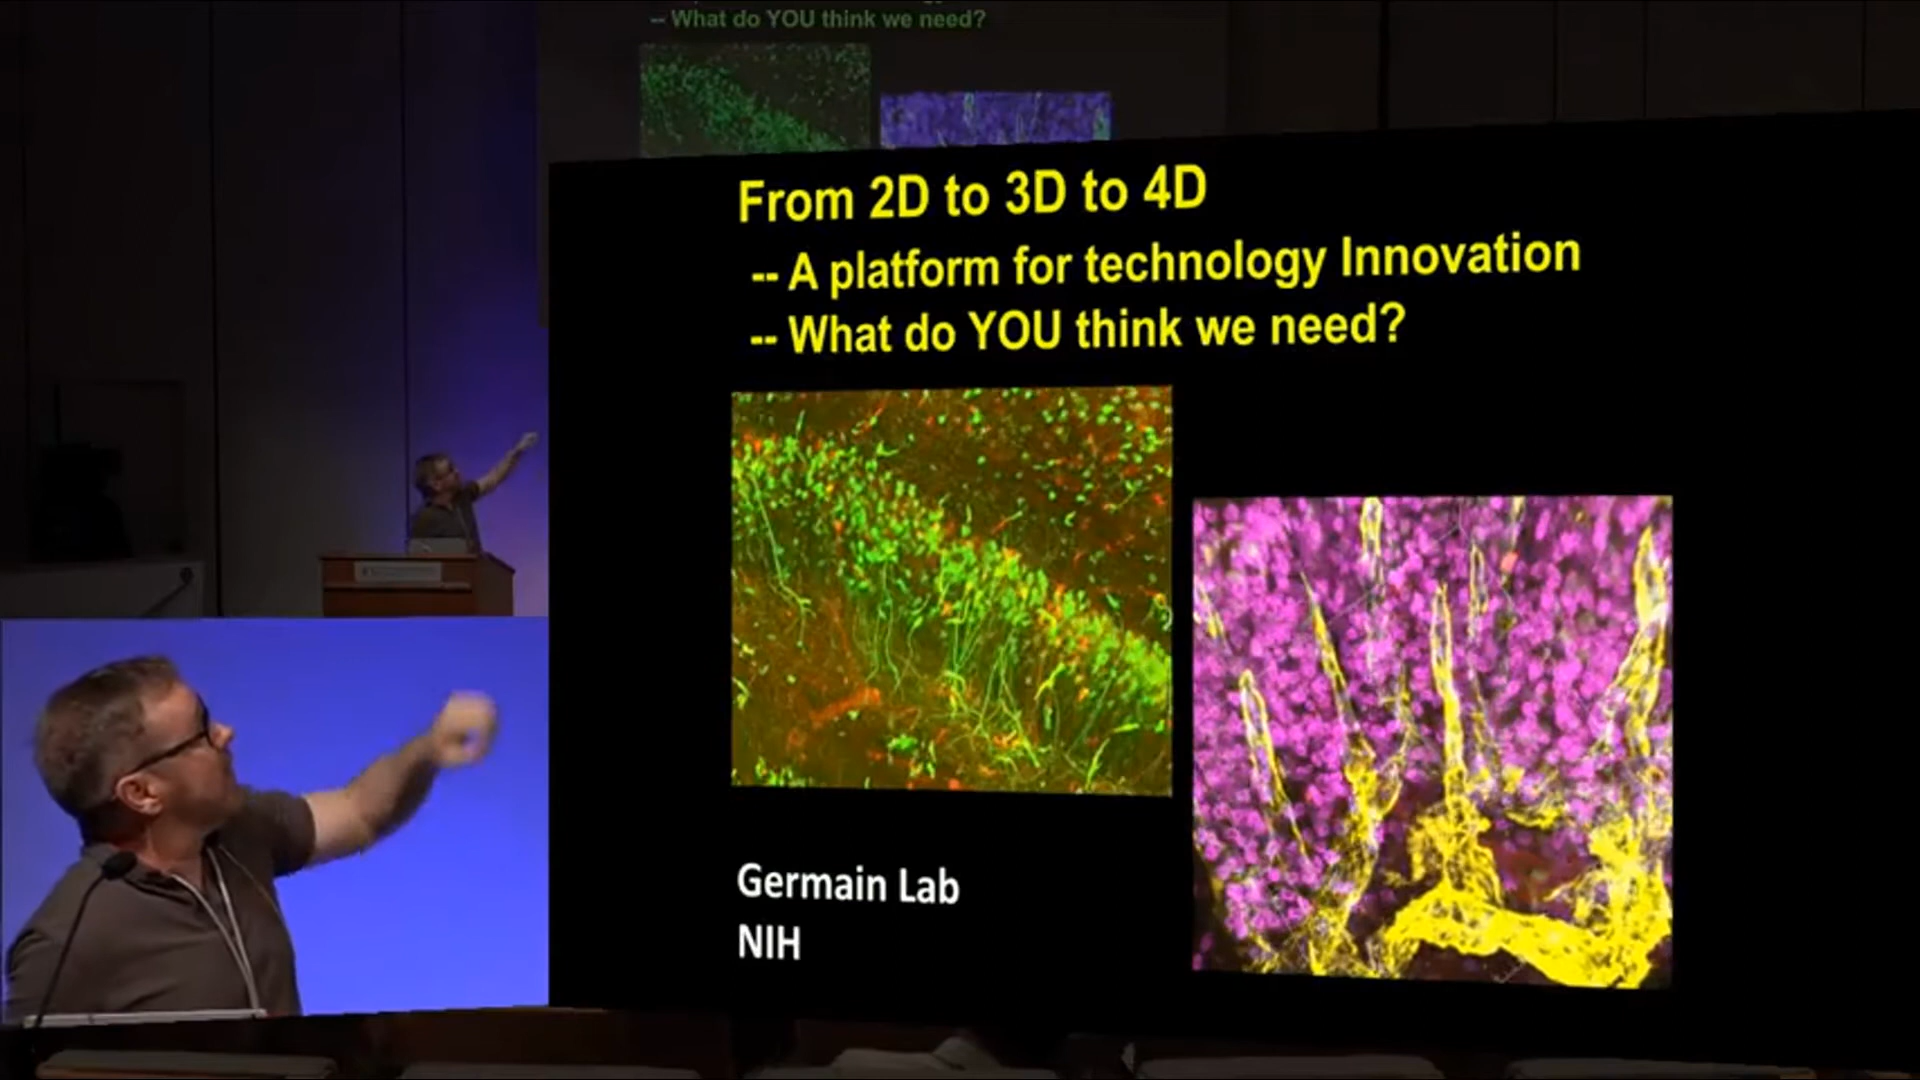 -- What do YOU think we need?
From 2D to 3D to 4D
-- A platform for technology Innovation
-- What do YOU think we need?
Germain Lab
NIH